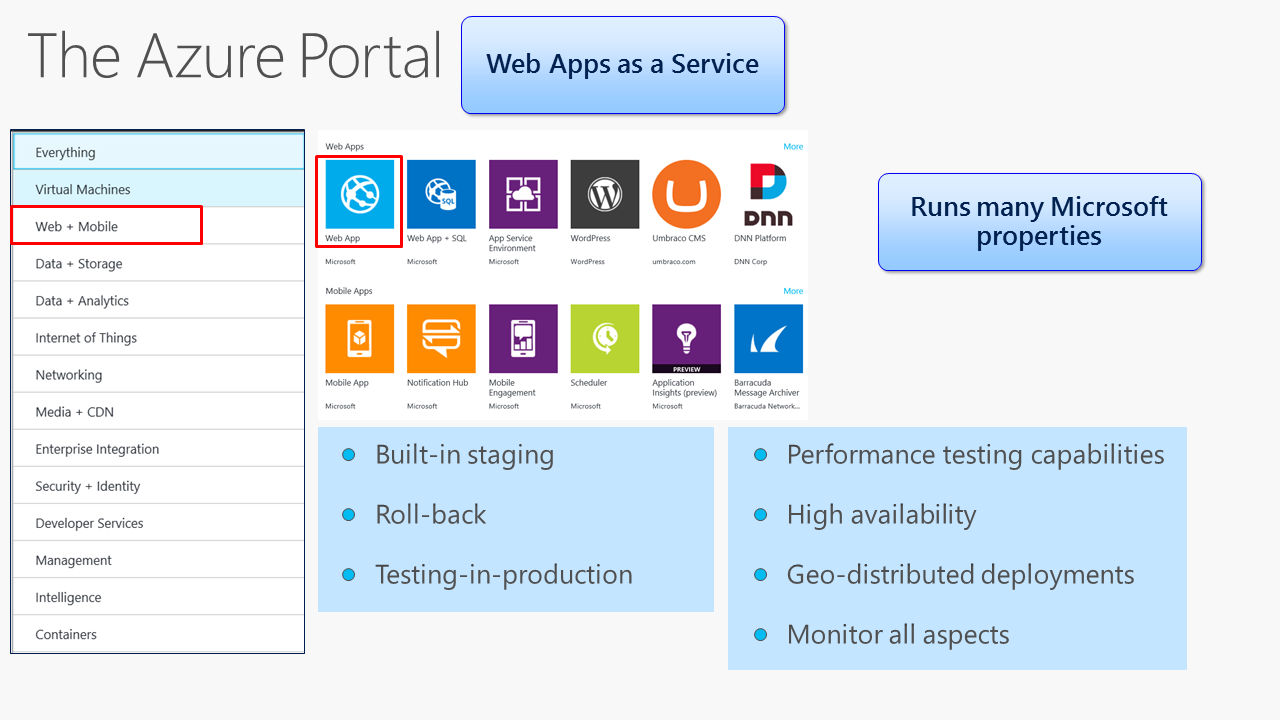 The Azure Portal
Web Apps as a Service
Everything
Virtual Machines
Web + Mobile
Data + Storage
Data + Analytics
Internet of Things
Networking
Media + CDN
Enterprise Integration
Security + Identity
Developer Services
Management
Intelligence
Containers
Web Apps More
SQL
DNN
Web App Web App + SQL App Service WordPress Umbraco CMS DNN Platform
Environment
Microsoft Microsoft Microsoft WordPress umbraco.com DNN Corp
Mobile Apps More
PREVIEW
Mobile App Notification Hub Mobile Scheduler Application Barracuda
Engagement Insights (preview) Message Archiver
Microsoft Microsoft Microsoft Microsoft Microsoft Barracuda Network...
Runs many Microsoft
properties
Built-in staging
Roll-back
Testing-in-production
Performance testing capabilities
High availability
Geo-distributed deployments
Monitor all aspects